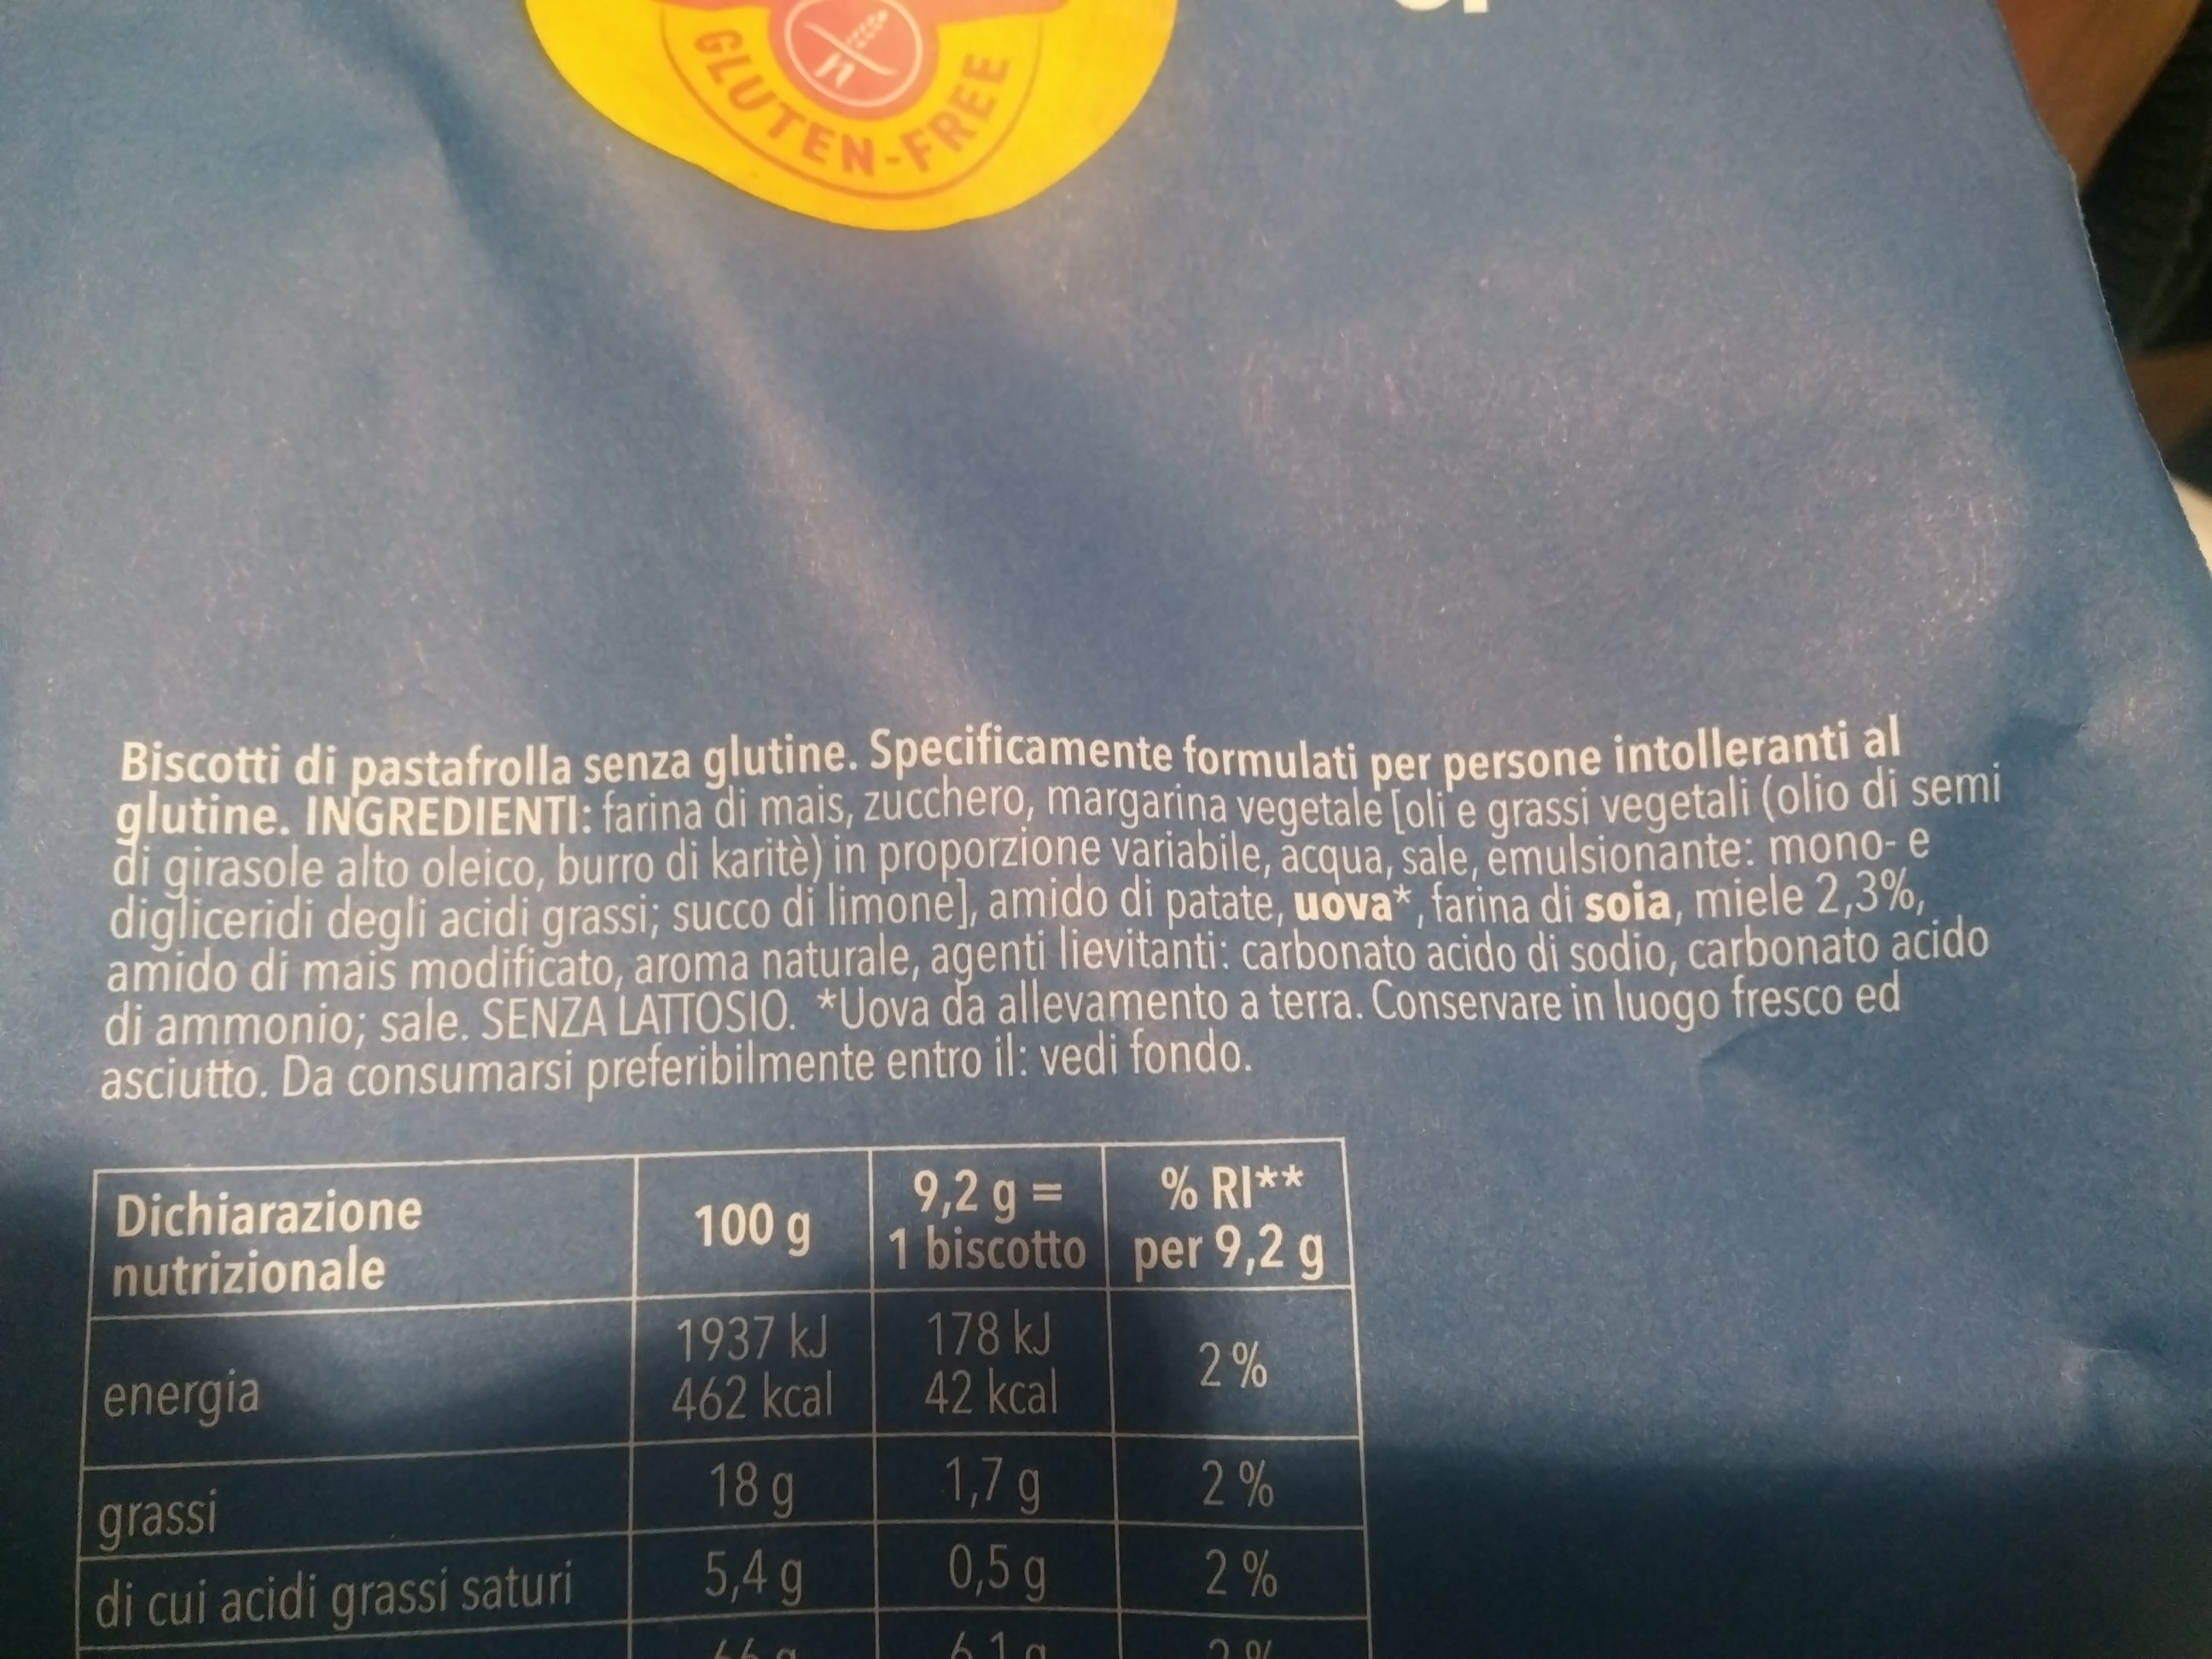 GLUTEN-FREE
Biscotti di pastafrolla senza glutine. Specificamente formulati per persone intolleranti al
glutine. INGREDIENTI: farina di mais, zucchero, margarina vegetale [oli e grassi vegetali (olio di semi
di girasole alto oleico, burro di karitè) in proporzione variabile, acqua, sale, emulsionante: mono- e
digliceridi degli acidi grassi; succo di limone], amido di patate, uova*, farina di soia, miele 2,3%,
amido di mais modificato, aroma naturale, agenti lievitanti: carbonato acido di sodio, carbonato acido
di ammonio; sale. SENZA LATTOSIO. *Uova da allevamento a terra. Conservare in luogo fresco ed
asciutto. Da consumarsi preferibilmente entro il: vedi fondo.
Dichiarazione
nutrizionale
100 g
9,2 g =
1 biscotto
% RI**
per 9,2 g
energia
1937 kJ
462 kcal
178 kJ
42 kcal
2 %
grassi
18 g
1,7 g
2 %
di cui acidi grassi saturi
5,4 g
0,5 g
2 %